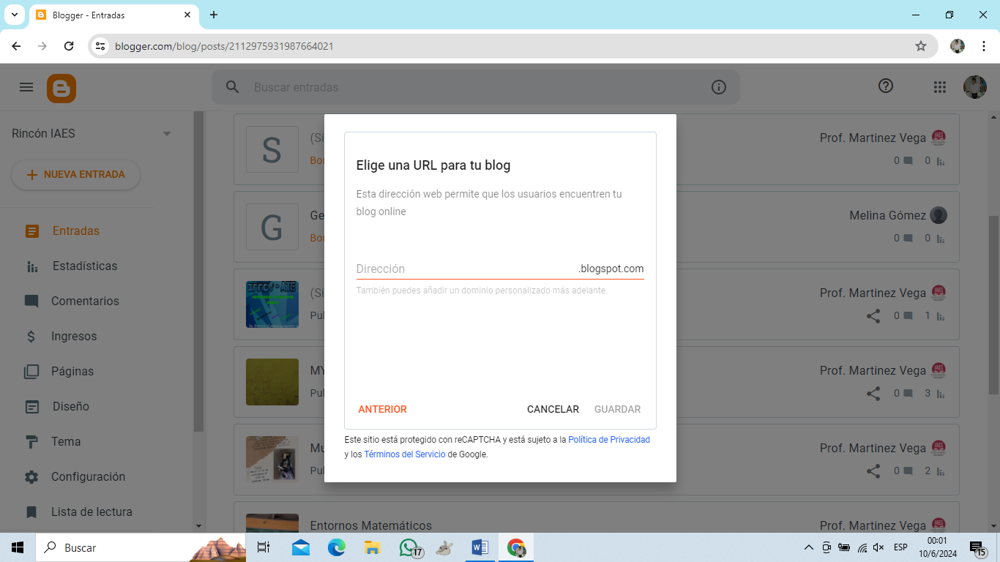 Blogger - Entradas
blogger.com/blog/posts/2112975931987664021
Buscar entradas
Rincón IAES
NUEVA ENTRADA
Entradas
Estadísticas
Comentarios
Ingresos
Páginas
Diseño
Tema
Configuración
Lista de lectura
S
(Si
Bor
Prof. Martinez Vega
0 0
G
Ge
Bor
Melina Gómez
0 0
(Si
Pul
Prof. Martinez Vega
0 1
MY
Pul
Prof. Martinez Vega
0 3
Mu
Pul
Prof. Martinez Vega
0 2
Entornos Matemáticos
Prof. Martinez Vega
Elige una URL para tu blog
Esta dirección web permite que los usuarios encuentren tu
blog online
Dirección .blogspot.com
También puedes añadir un dominio personalizado más adelante.
ANTERIOR CANCELAR GUARDAR
Este sitio está protegido con reCAPTCHA y está sujeto a la Política de Privacidad
y los Términos del Servicio de Google.
Buscar
17
ESP
00:01
10/6/2024
15